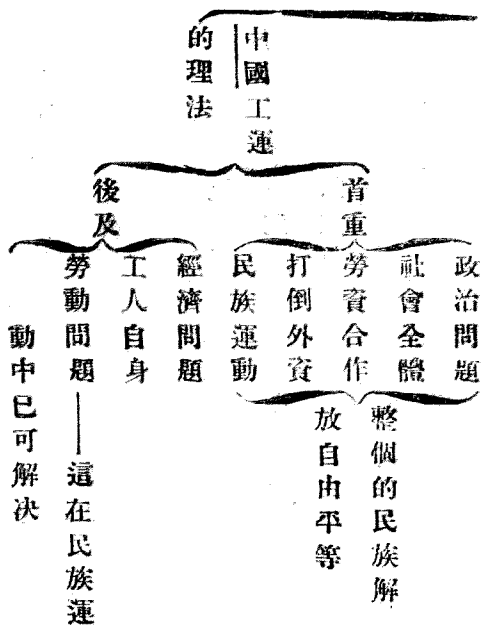 中國工運
的理法
首重
政治問題
社會全體
勞資合作
打倒外資
民族運動
整個的民族解
放自由平等
後及
經濟問題
工人自身
勞動問題——這在民族運
動中已可解決